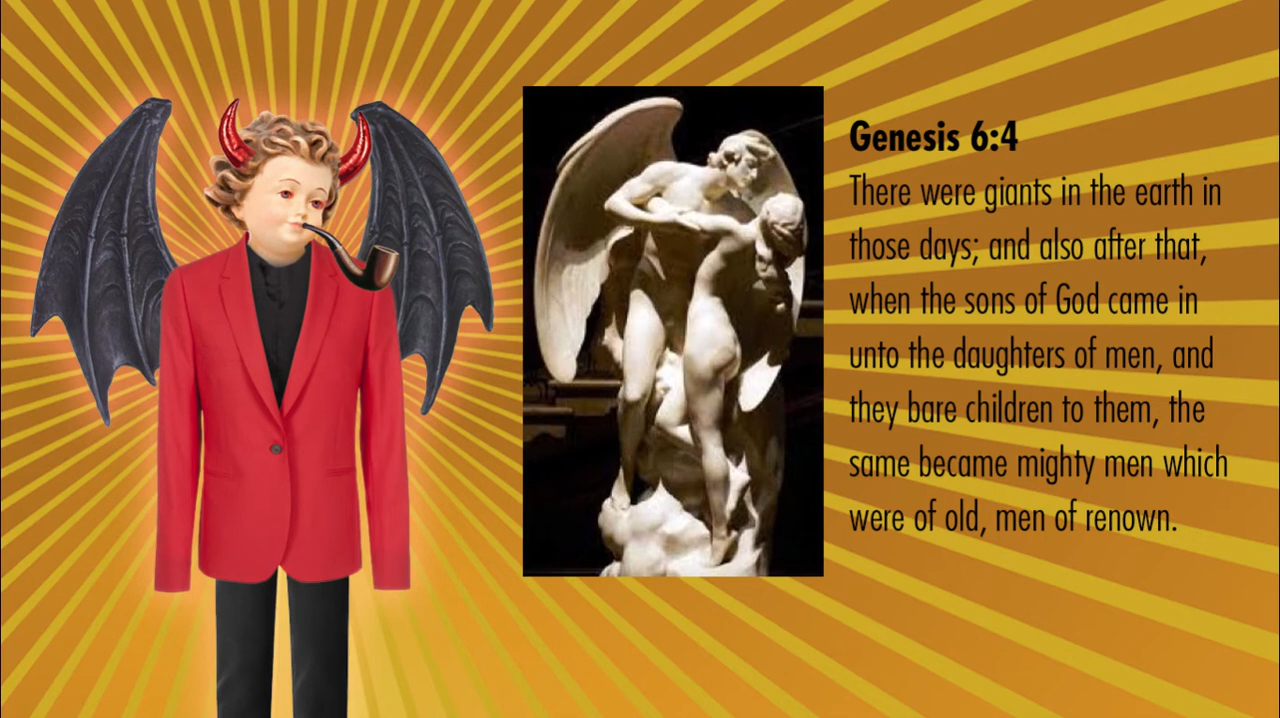 Genesis 6:4
There were giants in the earth in
those days; and also after that,
when the sons of God came in
unto the daughters of men, and
they bare children to them, the
same became mighty men which
were of old, men of renown.